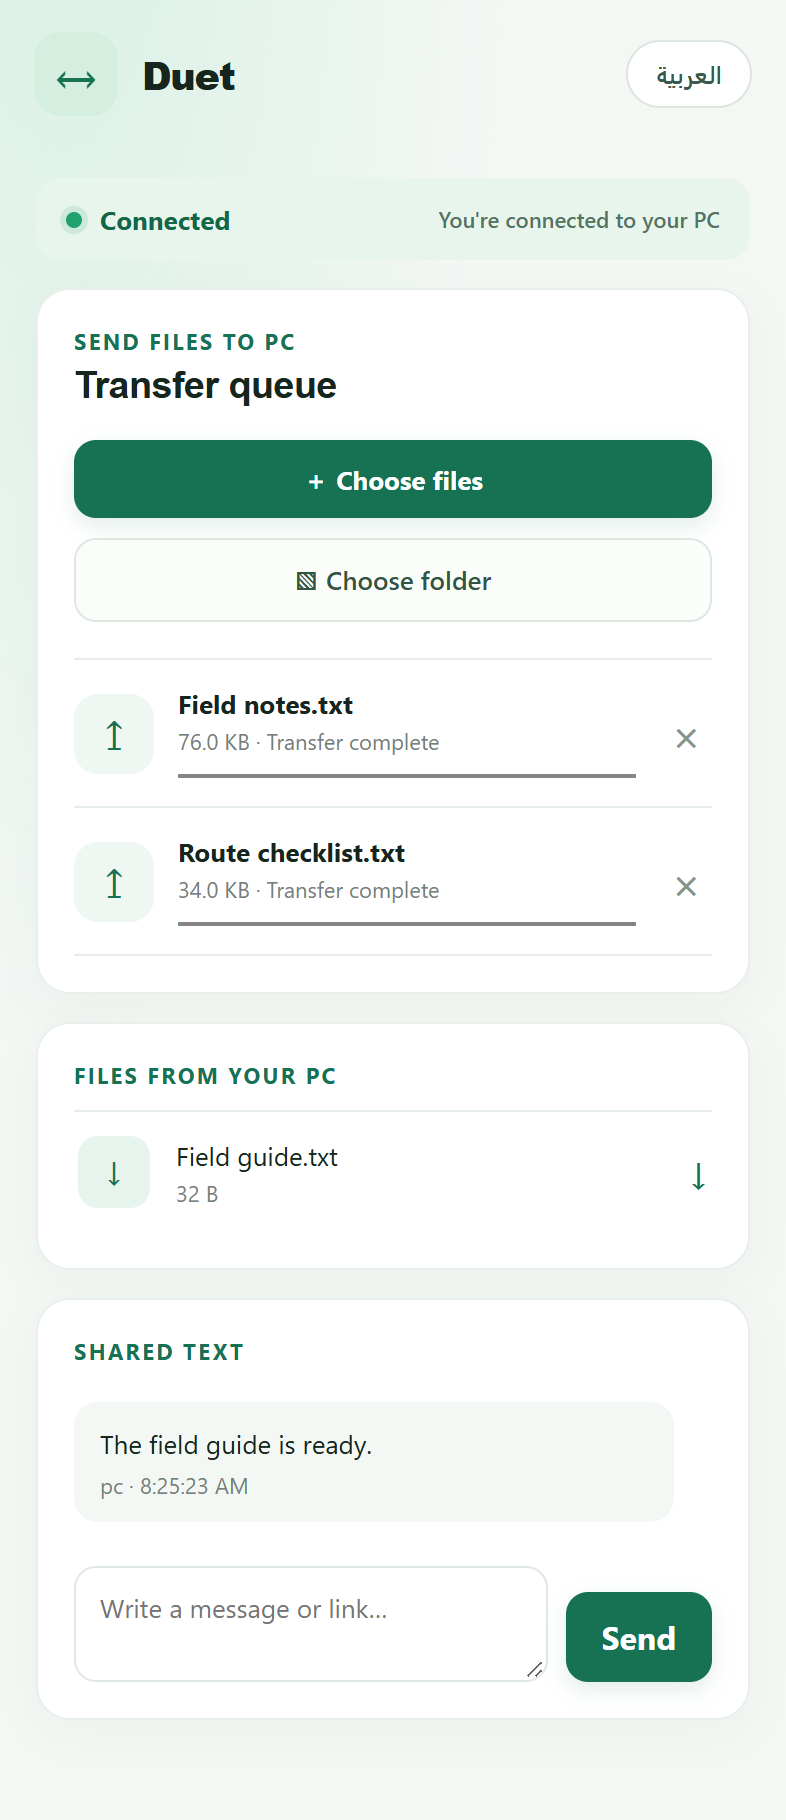 Duet
العربية
Connected
You're connected to your PC
SEND FILES TO PC
Transfer queue
+ Choose files
Choose folder
Field notes.txt
76.0 KB · Transfer complete
Route checklist.txt
34.0 KB · Transfer complete
FILES FROM YOUR PC
Field guide.txt
32 B
SHARED TEXT
The field guide is ready.
pc · 8:25:23 AM
Write a message or link...
Send